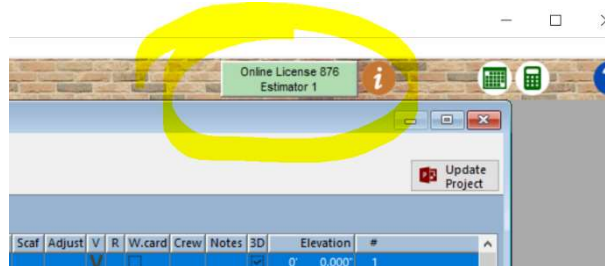 Online License 876
Estimator 1
i
Update
Project
Scaf Adjust V R W.card Crew Notes 3D Elevation #
V 0' 0.000" 1